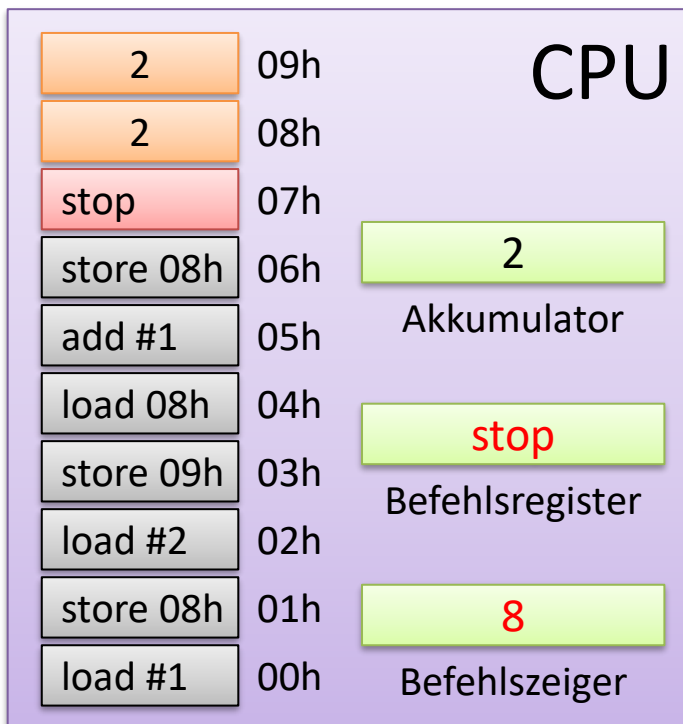 CPU
2 09h
2 08h
stop 07h
store 08h 06h
add #1 05h
load 08h 04h
store 09h 03h
load #2 02h
store 08h 01h
load #1 00h
2
Akkumulator
stop
Befehlsregister
8
Befehlszeiger